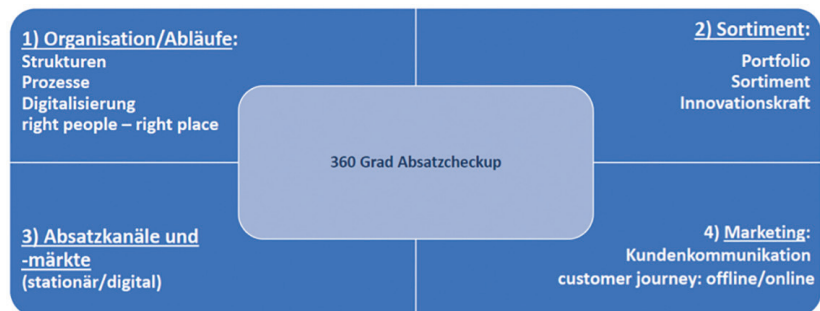 1) Organisation/Abläufe:
Strukturen
Prozesse
Digitalisierung
right people – right place
2) Sortiment:
Portfolio
Sortiment
Innovationskraft
360 Grad Absatzcheckup
3) Absatzkanäle und
-märkte
(stationär/digital)
4) Marketing:
Kundenkommunikation
customer journey: offline/online